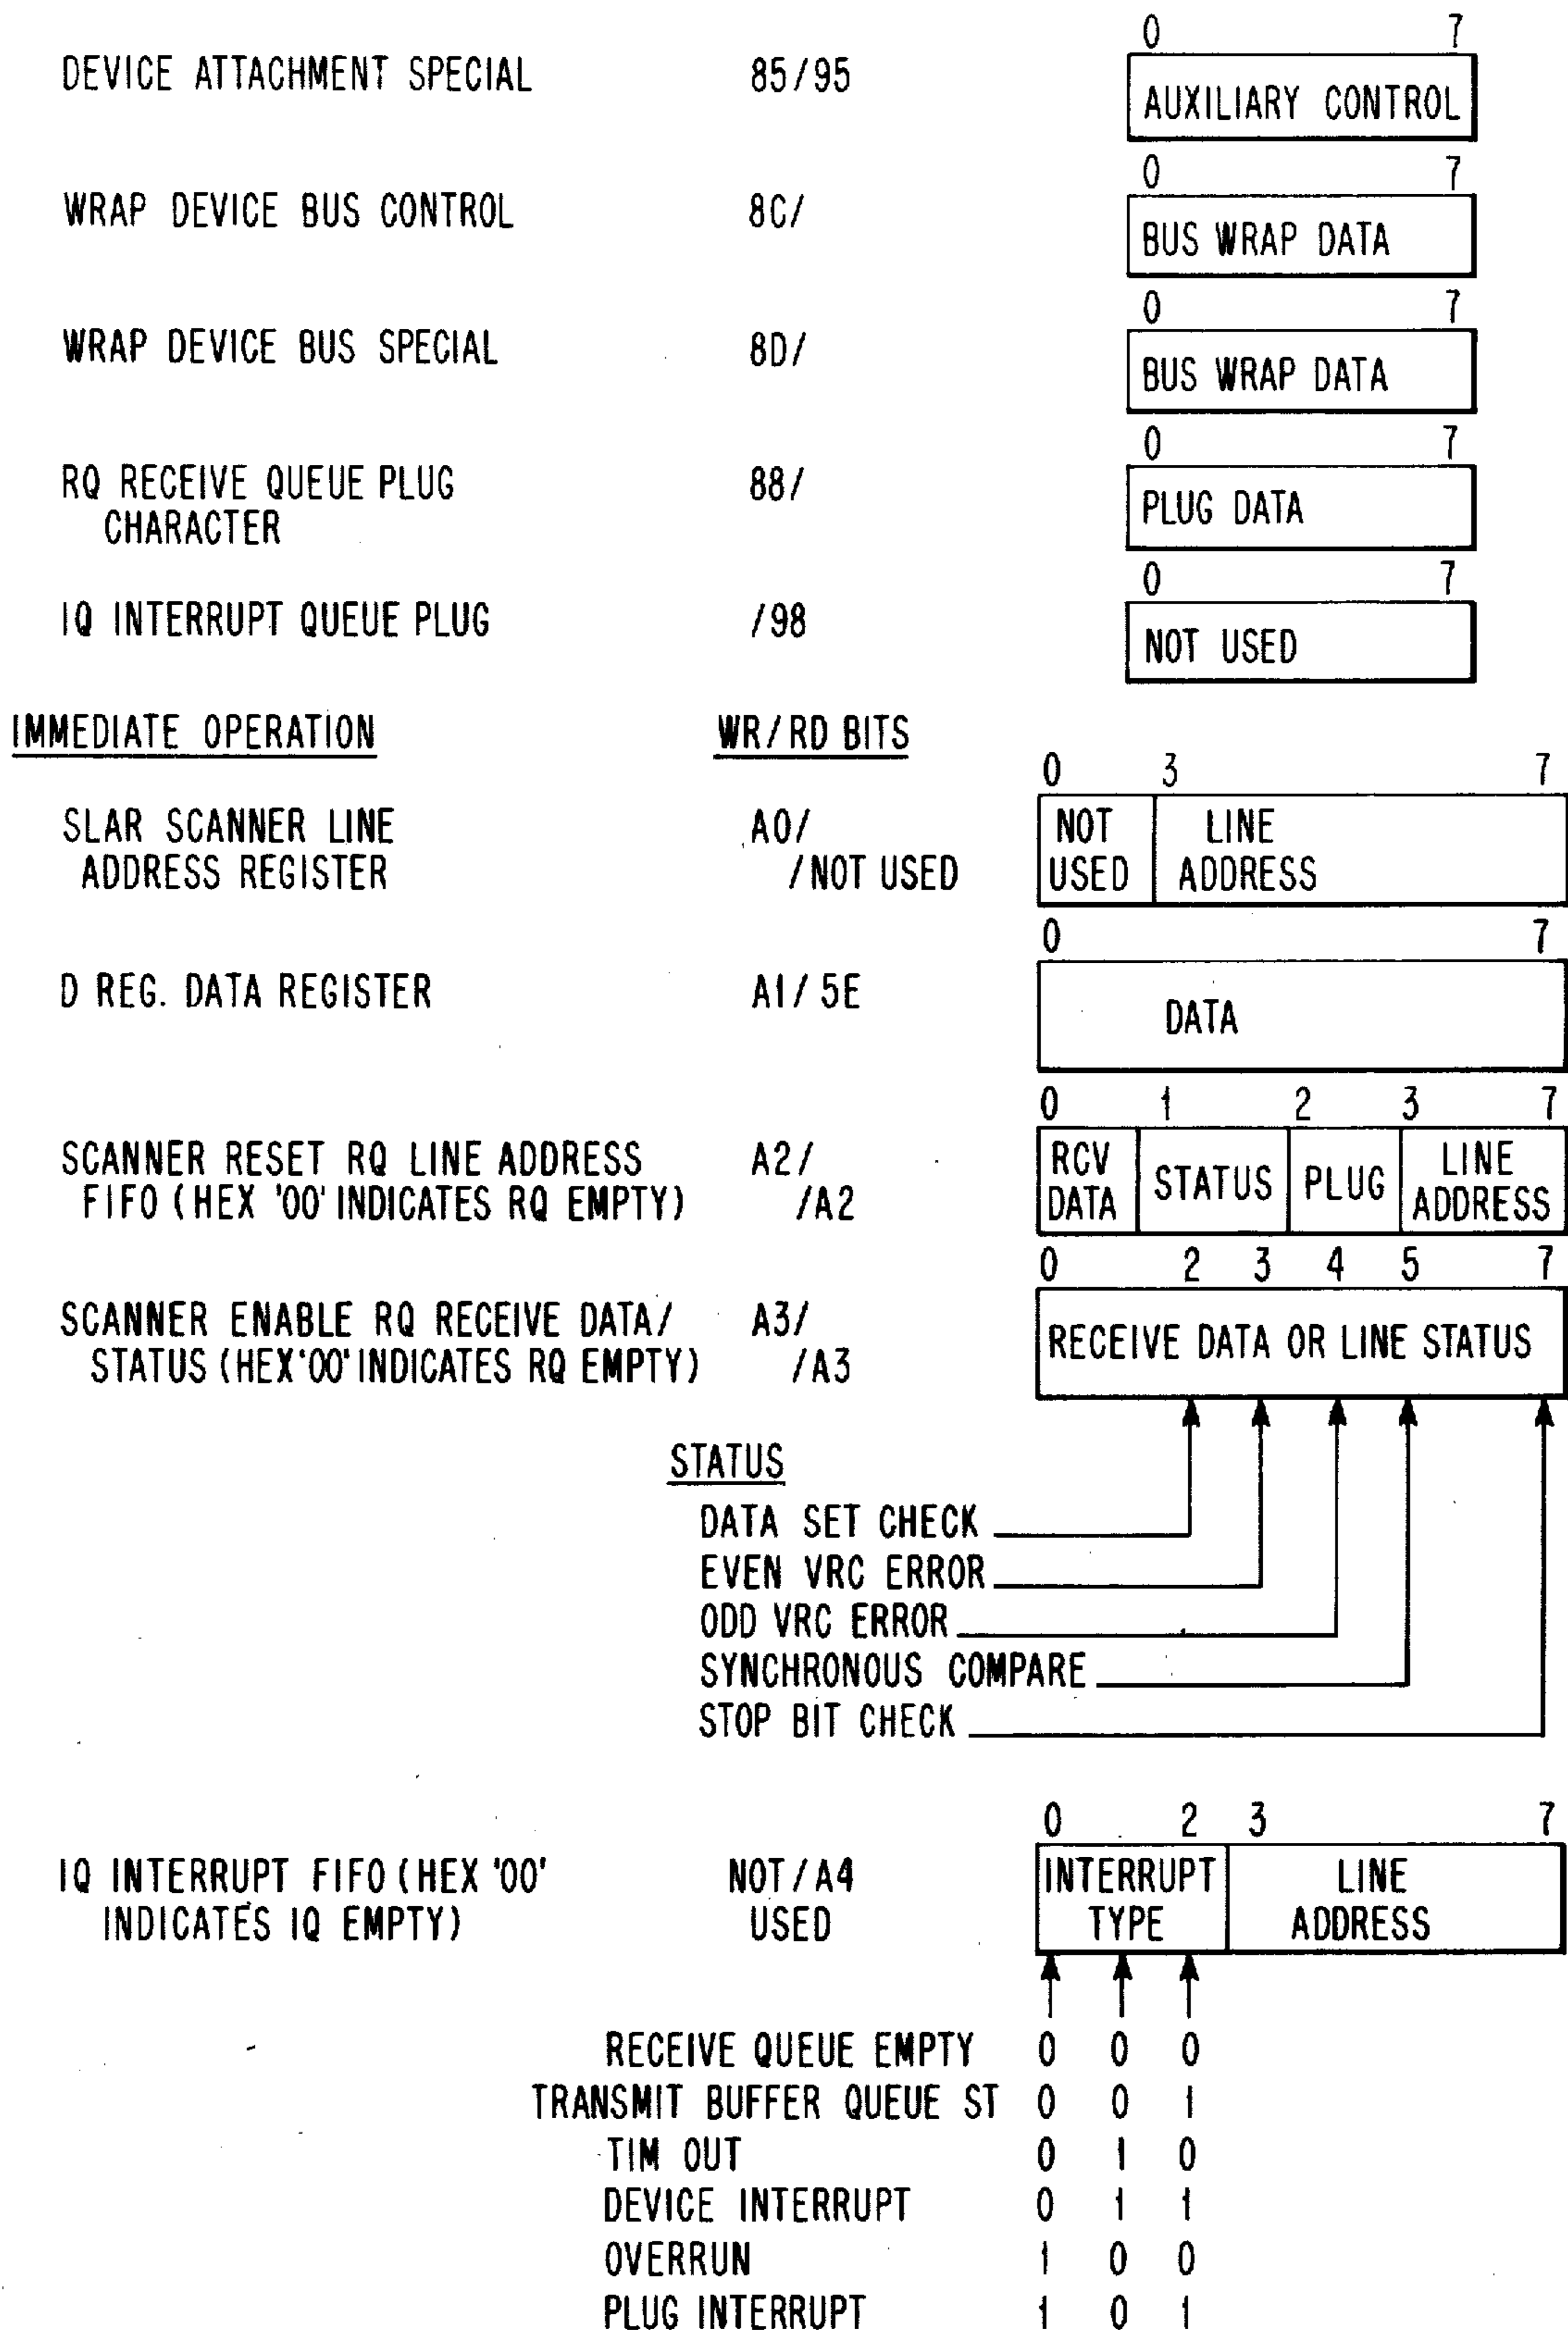 0 7
DEVICE ATTACHMENT SPECIAL 85/95 AUXILIARY CONTROL
0 7
WRAP DEVICE BUS CONTROL 8C/ BUS WRAP DATA
0 7
WRAP DEVICE BUS SPECIAL 8D/ BUS WRAP DATA
0 7
RQ RECEIVE QUEUE PLUG 88/ PLUG DATA
CHARACTER
0 7
IQ INTERRUPT QUEUE PLUG /98 NOT USED
IMMEDIATE OPERATION WR/RD BITS
0 3 7
SLAR SCANNER LINE A0/ NOT LINE
ADDRESS REGISTER /NOT USED USED ADDRESS
0 7
D REG. DATA REGISTER A1/5E DATA
0 1 2 3 7
SCANNER RESET RQ LINE ADDRESS A2/ RCV STATUS PLUG LINE
FIFO (HEX '00' INDICATES RQ EMPTY) /A2 DATA ADDRESS
0 2 3 4 5 7
SCANNER ENABLE RQ RECEIVE DATA/ A3/ RECEIVE DATA OR LINE STATUS
STATUS (HEX '00' INDICATES RQ EMPTY) /A3
STATUS
DATA SET CHECK
EVEN VRC ERROR
ODD VRC ERROR
SYNCHRONOUS COMPARE
STOP BIT CHECK
0 2 3 7
IQ INTERRUPT FIFO (HEX '00' NOT/A4 INTERRUPT LINE
INDICATES IQ EMPTY) USED TYPE ADDRESS
RECEIVE QUEUE EMPTY 0 0 0
TRANSMIT BUFFER QUEUE ST 0 0 1
TIM OUT 0 1 0
DEVICE INTERRUPT 0 1 1
OVERRUN 1 0 0
PLUG INTERRUPT 1 0 1